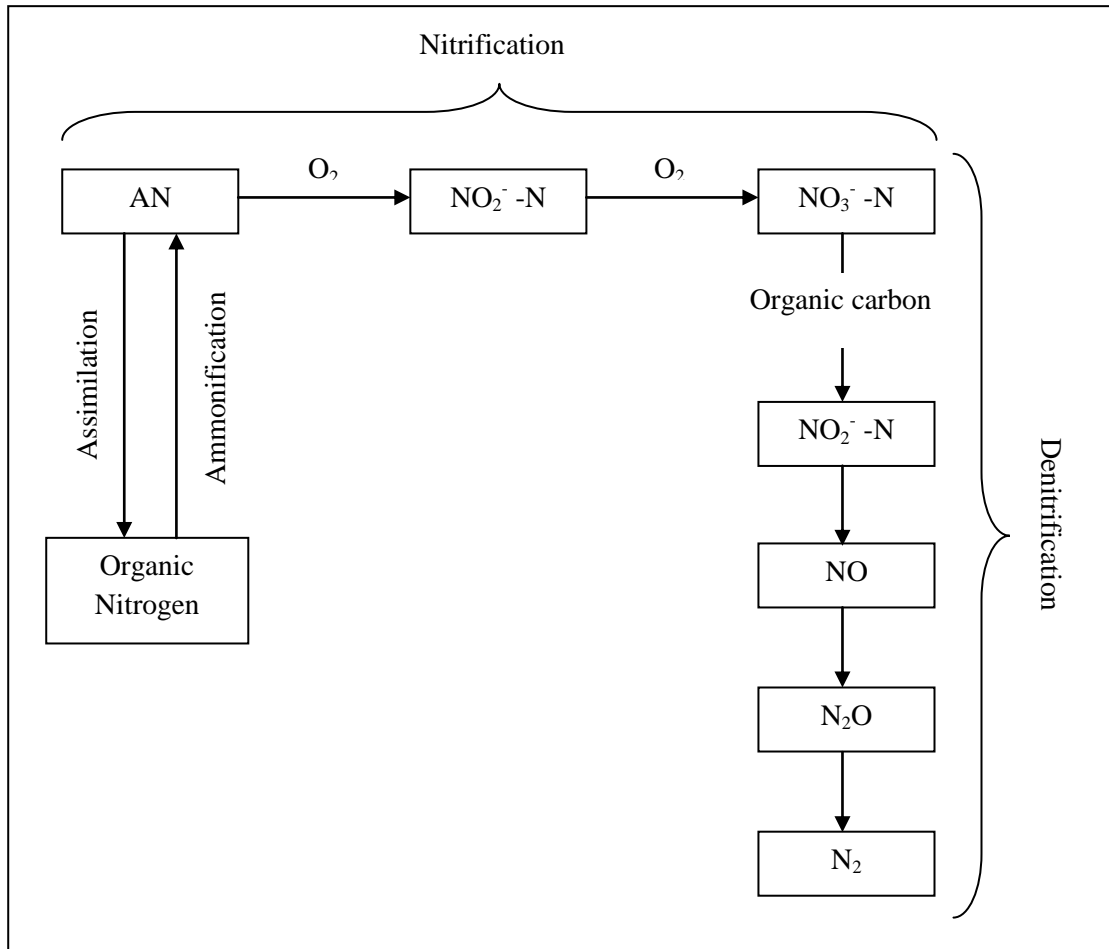 Nitrification
O₂
O₂
AN
NO₂⁻ -N
NO₃⁻ -N
Organic carbon
Assimilation
Ammonification
NO₂⁻ -N
Denitrification
Organic
Nitrogen
NO
N₂O
N₂